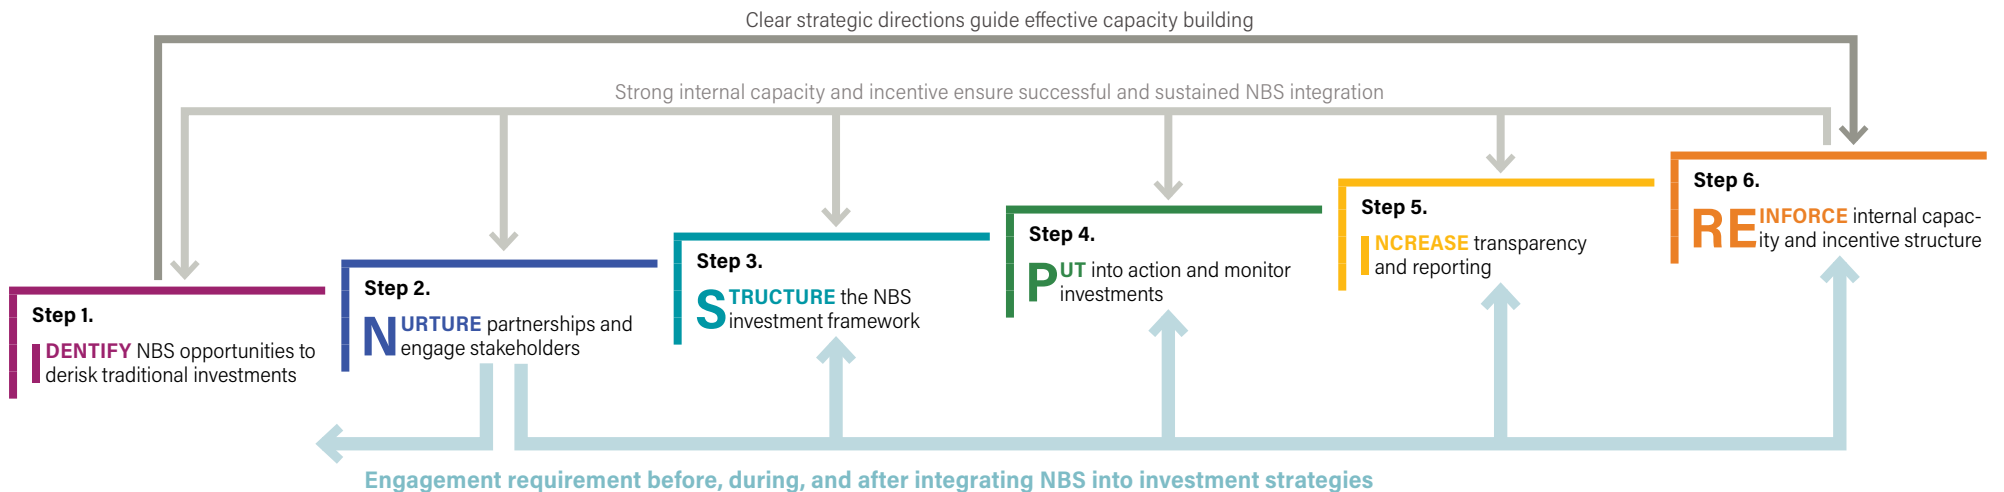 Clear strategic directions guide effective capacity building
Strong internal capacity and incentive ensure successful and sustained NBS integration
Step 1.
IDENTIFY NBS opportunities to
derisk traditional investments
Step 2.
NURTURE partnerships and
engage stakeholders
Step 3.
STRUCTURE the NBS
investment framework
Step 4.
PUT into action and monitor
investments
Step 5.
INCREASE transparency
and reporting
Step 6.
REINFORCE internal capac-
ity and incentive structure
Engagement requirement before, during, and after integrating NBS into investment strategies